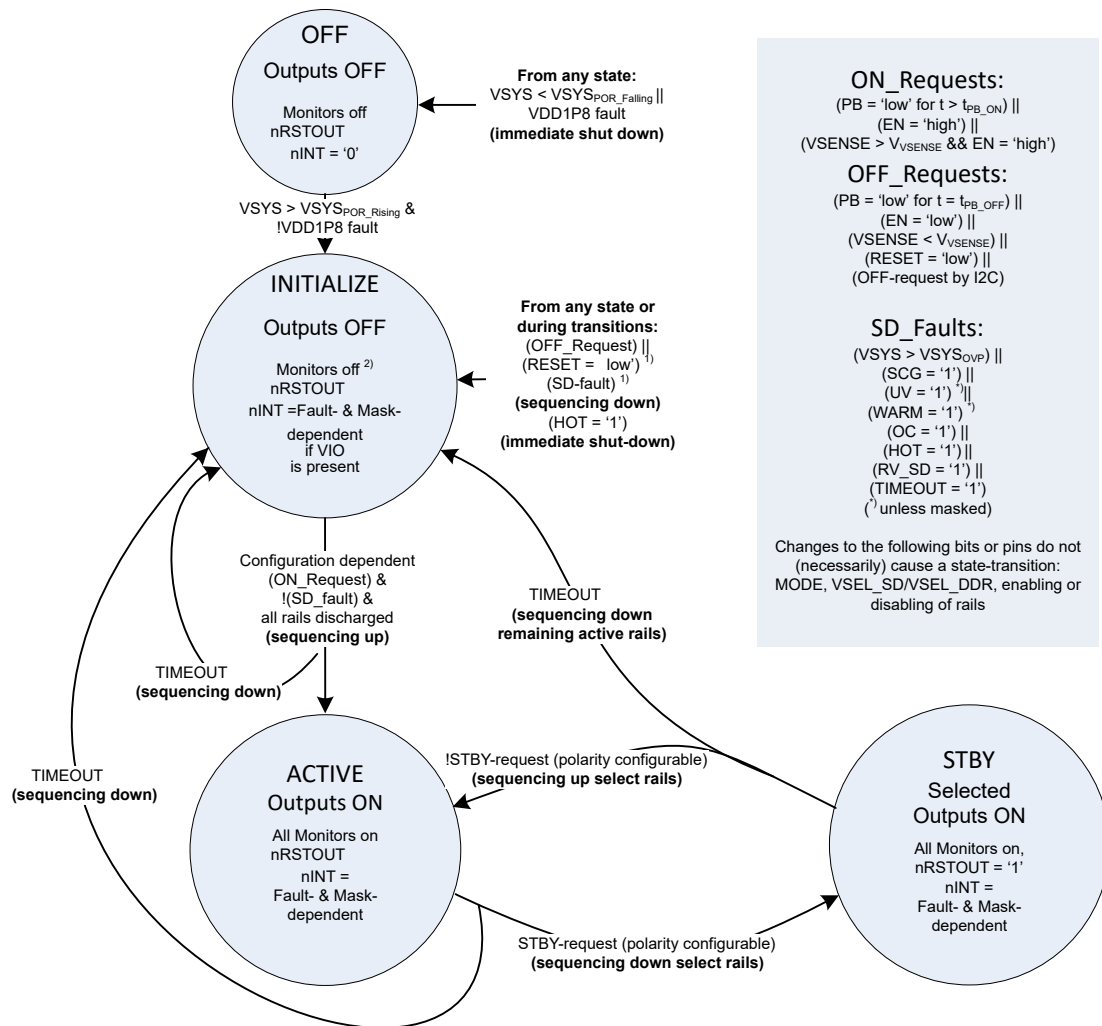 OFF
Outputs OFF
Monitors off
nRSTOUT
nINT = ‘0’
From any state:
VSYS < VSYSPOR_Falling ||
VDD1P8 fault
(immediate shut down)
VSYS > VSYSPOR_Rising &
!VDD1P8 fault
INITIALIZE
Outputs OFF
Monitors off 2)
nRSTOUT
nINT =Fault- & Mask-
dependent
if VIO
is present
From any state or
during transitions:
(OFF_Request) ||
(RESET = low’) 1)
(SD-fault) 1)
(sequencing down)
(HOT = ‘1’)
(immediate shut-down)
Configuration dependent
(ON_Request) &
!(SD_fault) &
all rails discharged
(sequencing up)
TIMEOUT
(sequencing down)
TIMEOUT
(sequencing down
remaining active rails)
TIMEOUT
(sequencing down)
ACTIVE
Outputs ON
All Monitors on
nRSTOUT
nINT =
Fault- & Mask-
dependent
!STBY-request (polarity configurable)
(sequencing up select rails)
STBY-request (polarity configurable)
(sequencing down select rails)
STBY
Selected
Outputs ON
All Monitors on,
nRSTOUT = ‘1’
nINT =
Fault- & Mask-
dependent
ON_Requests:
(PB = ‘low’ for t > tPB_ON) ||
(EN = ‘high’) ||
(VSENSE > VVSENSE && EN = ‘high’)
OFF_Requests:
(PB = ‘low’ for t = tPB_OFF) ||
(EN = ‘low’) ||
(VSENSE < VVSENSE) ||
(RESET = ‘low’) ||
(OFF-request by I2C)
SD_Faults:
(VSYS > VSYSOVP) ||
(SCG = ‘1’) ||
(UV = ‘1’) *)||
(WARM = ‘1’) *)
(OC = ‘1’) ||
(HOT = ‘1’) ||
(RV_SD = ‘1’) ||
(TIMEOUT = ‘1’)
(*) unless masked)
Changes to the following bits or pins do not
(necessarily) cause a state-transition:
MODE, VSEL_SD/VSEL_DDR, enabling or
disabling of rails